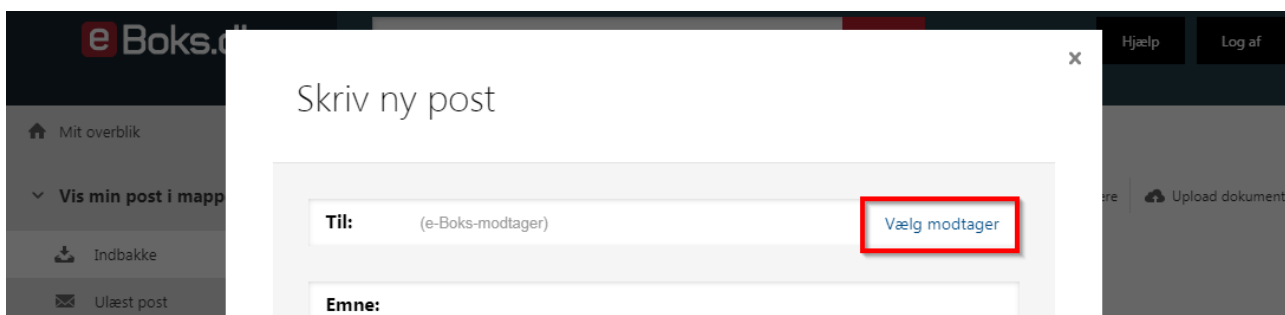 e Boks.d
Hjælp
Log af
x
Skriv ny post
Mit overblik
Vis min post i mapp
ere
Upload dokument
Til: (e-Boks-modtager) Vælg modtager
Indbakke
Ulæst post
Emne: